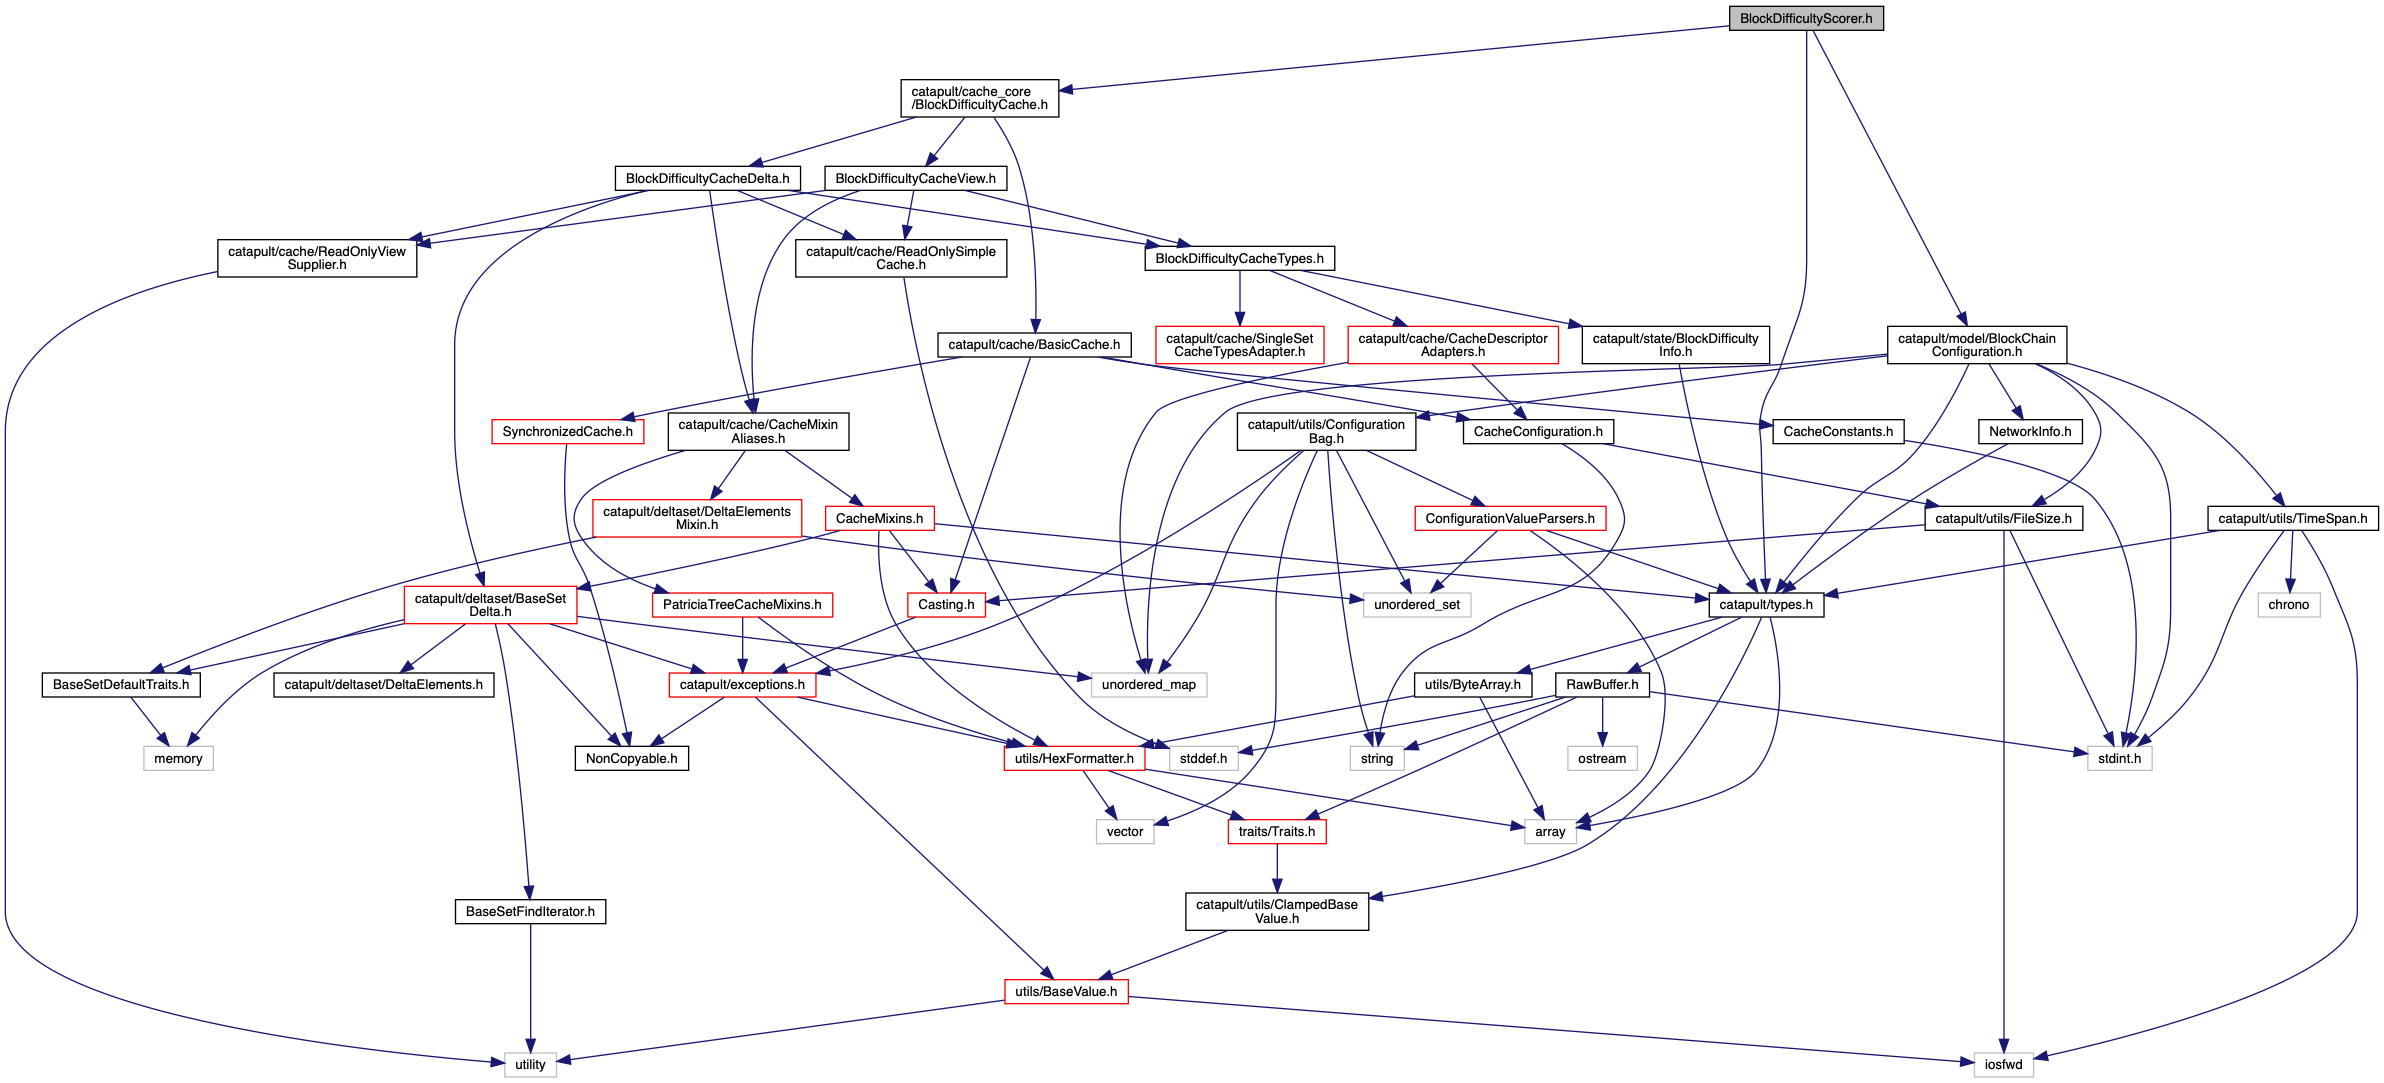 BlockDifficultyScorer.h
catapult/cache_core
/BlockDifficultyCache.h
BlockDifficultyCacheDelta.h
BlockDifficultyCacheView.h
catapult/cache/ReadOnlyView
Supplier.h
catapult/cache/ReadOnlySimple
Cache.h
BlockDifficultyCacheTypes.h
catapult/cache/BasicCache.h
catapult/cache/SingleSet
CacheTypesAdapter.h
catapult/cache/CacheDescriptor
Adapters.h
catapult/state/BlockDifficulty
Info.h
catapult/model/BlockChain
Configuration.h
SynchronizedCache.h
catapult/cache/CacheMixin
Aliases.h
catapult/utils/Configuration
Bag.h
CacheConfiguration.h
CacheConstants.h
NetworkInfo.h
catapult/deltaset/DeltaElements
Mixin.h
CacheMixins.h
ConfigurationValueParsers.h
catapult/utils/FileSize.h
catapult/utils/TimeSpan.h
catapult/deltaset/BaseSet
Delta.h
PatriciaTreeCacheMixins.h
Casting.h
unordered_set
catapult/types.h
chrono
BaseSetDefaultTraits.h
catapult/deltaset/DeltaElements.h
catapult/exceptions.h
unordered_map
utils/ByteArray.h
RawBuffer.h
memory
NonCopyable.h
utils/HexFormatter.h
stddef.h
string
ostream
stdint.h
vector
traits/Traits.h
array
BaseSetFindIterator.h
catapult/utils/ClampedBase
Value.h
utils/BaseValue.h
utility
iosfwd